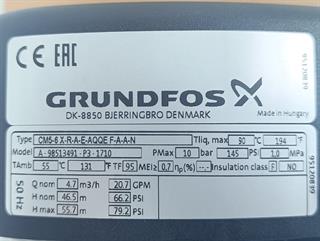 CE EAC
GRUNDFOS X
DK-8850 BJERRINGBRO DENMARK
Made in Hungary
Type CM5-6 X-R-A-E-AQQE F-A-A-N Tliq, max 90 °C 194 °F
Model A - 98513491 - P3 - 1710 PMax 10 bar 145 PSI 1.0 MPa
TAmb 55 °C 131 °F TF 95 MEI≥ 0,7 ηp (%) -.- Insulation class F NO
50 Hz
Q nom 4.7 m3/h 20.7 GPM
H nom 46.5 m 66.2 PSI
H max 55.7 m 79.2 PSI